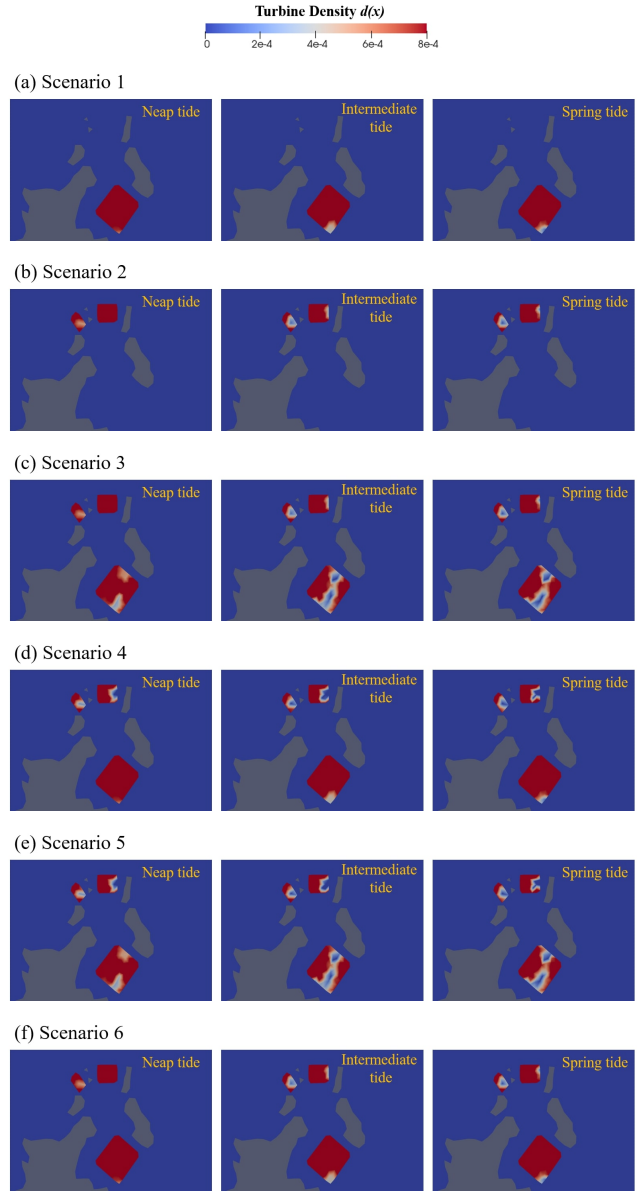 Turbine Density d(x)
0 2e-4 4e-4 6e-4 8e-4
(a) Scenario 1
Neap tide
Intermediate
tide
Spring tide
(b) Scenario 2
Neap tide
Intermediate
tide
Spring tide
(c) Scenario 3
Neap tide
Intermediate
tide
Spring tide
(d) Scenario 4
Neap tide
Intermediate
tide
Spring tide
(e) Scenario 5
Neap tide
Intermediate
tide
Spring tide
(f) Scenario 6
Neap tide
Intermediate
tide
Spring tide